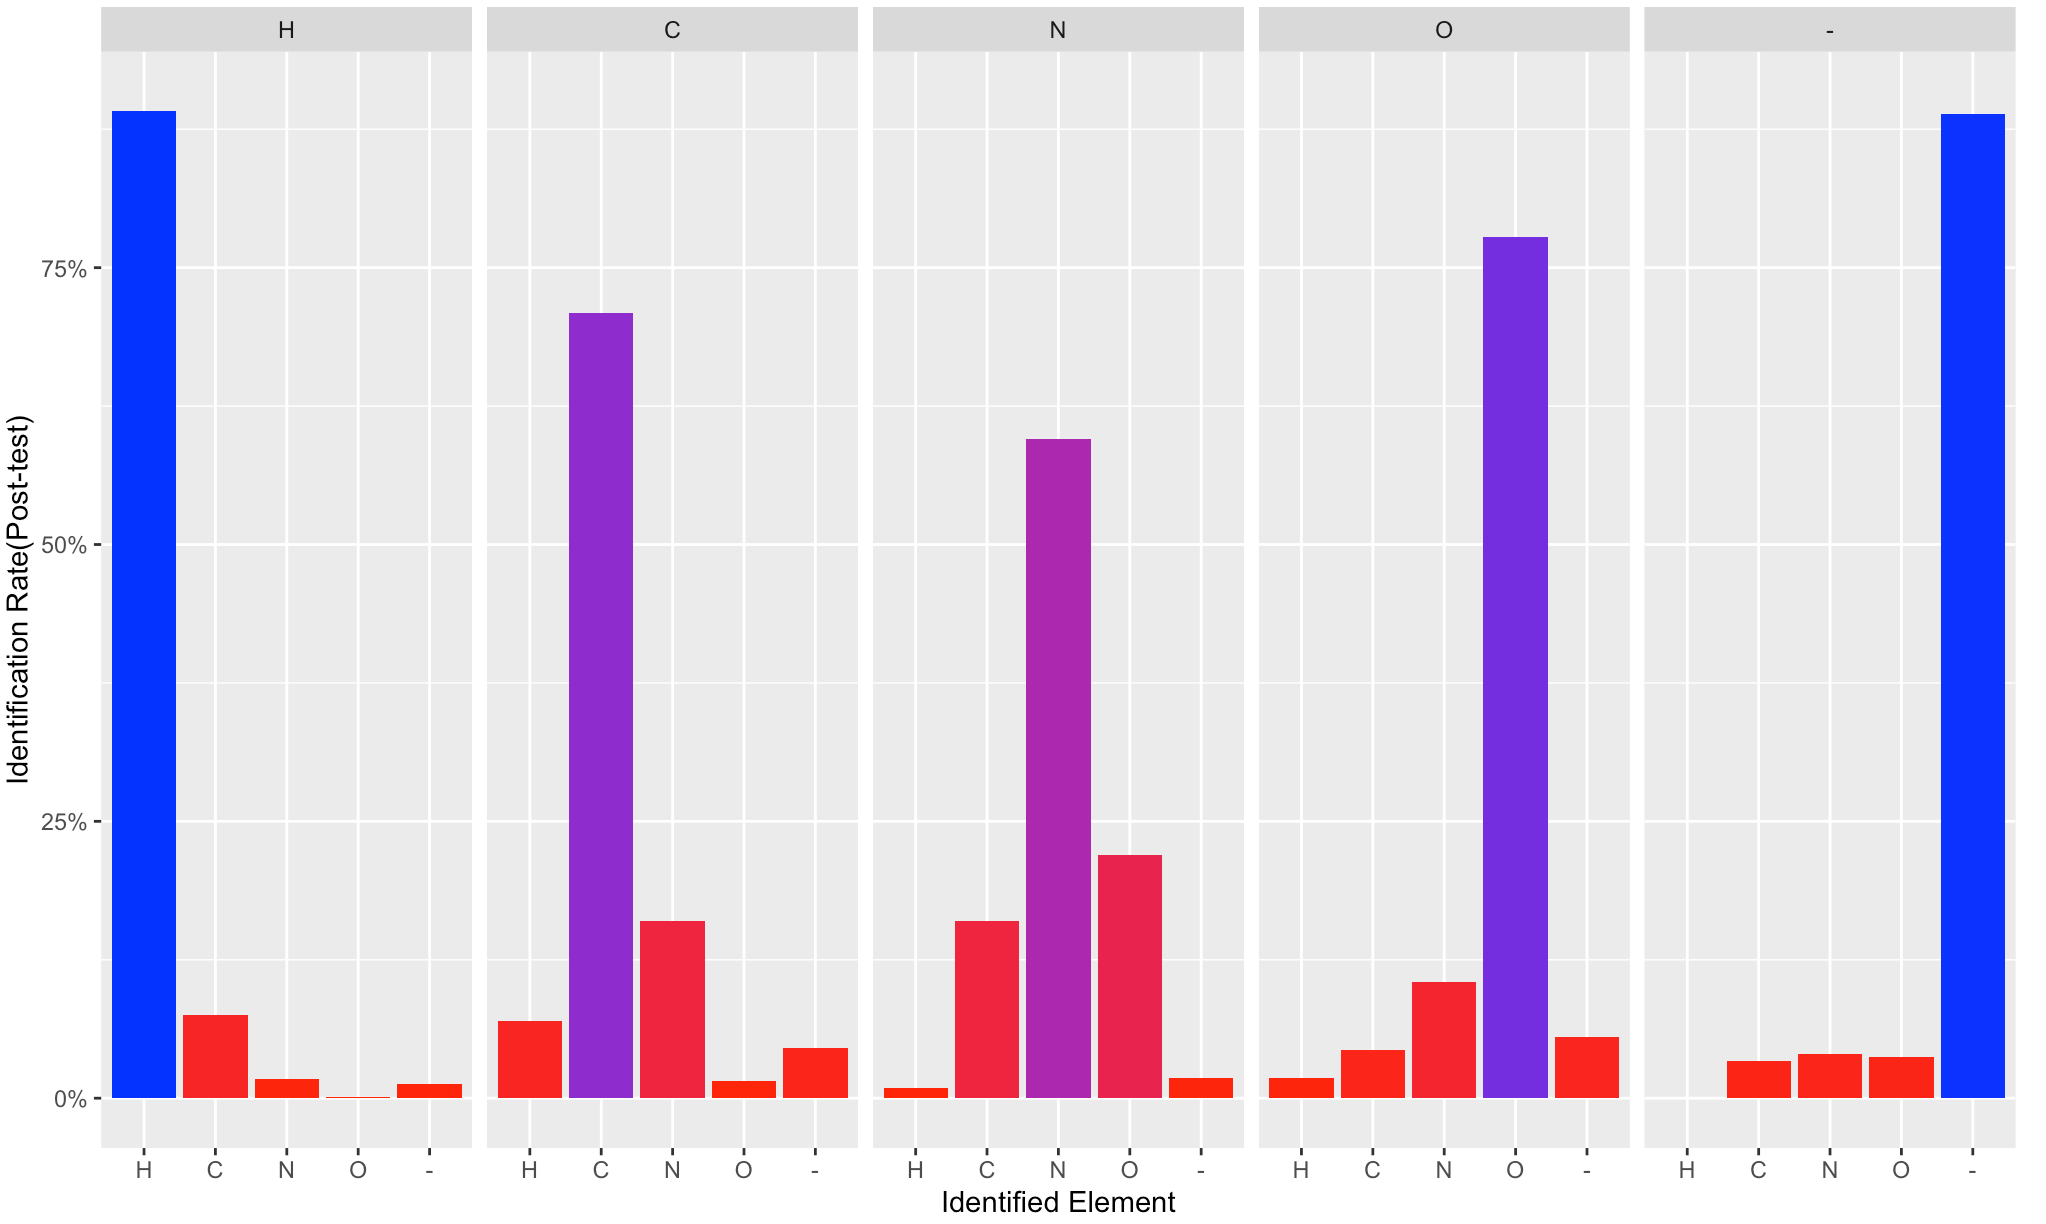 H C N O -
Identification Rate(Post-test)
75%
50%
25%
0%
H C N O - H C N O - H C N O - H C N O - H C N O -
Identified Element